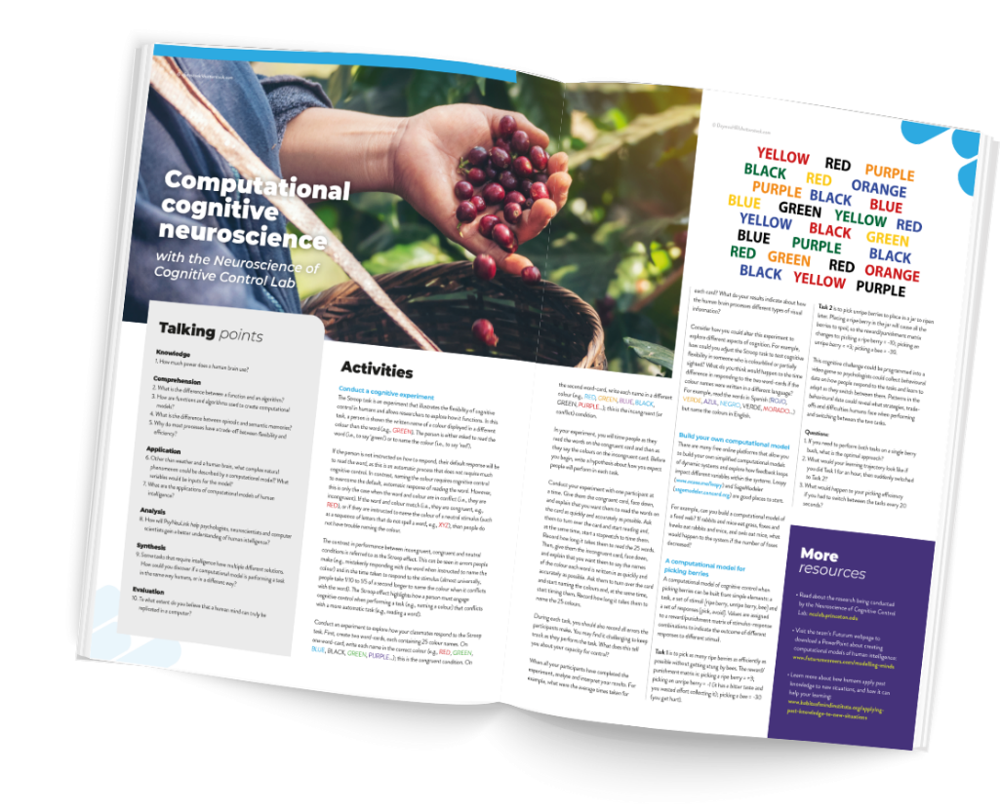 Computational
cognitive
neuroscience
with the Neuroscience of
Cognitive Control Lab
Talking points
Knowledge
1. How much power does a human brain use?
Comprehension
2. What is the difference between a function and an algorithm?
3. How are functions and algorithms used to create computational
models?
4. What is the difference between episodic and semantic memories?
5. Why do most processes have a trade-off between flexibility and
efficiency?
Application
6. Other than weather and a human brain, what complex natural
phenomenon could be described by a computational model? What
variables would be inputs for the model?
7. What are the applications of computational models of human
intelligence?
Analysis
8. How will PsyNeuLink help psychologists, neuroscientists and computer
scientists gain a better understanding of human intelligence?
Synthesis
9. Some tasks that require intelligence have multiple different solutions.
How could you discover if a computational model is performing a task
in the same way humans, or in a different way?
Evaluation
10. To what extent do you believe that a human mind can truly be
replicated in a computer?
Activities
Conduct a cognitive experiment
The Stroop task is an experiment that illustrates the flexibility of cognitive
control in humans and allows researchers to explore how it functions. In this
task, a person is shown the written name of a colour displayed in a different
colour than the word (e.g., GREEN). The person is either asked to read the
word (i.e., to say 'green') or to name the colour (i.e., to say 'red').
If the person is not instructed on how to respond, their default response will be
to read the word, as this is an automatic process that does not require much
cognitive control. In contrast, naming the colour requires cognitive control
to overcome the default, automatic response of reading the word. However,
this is only the case when the word and colour are in conflict (i.e., they are
incongruent). If the word and colour match (i.e., they are congruent, e.g.,
RED), or if they are instructed to name the colour of a neutral stimulus (such
as a sequence of letters that do not spell a word, e.g., XYX), then people do
not have trouble naming the colour.
The contrast in performance between incongruent, congruent and neutral
conditions is referred to as the Stroop effect. This can be seen in errors people
make (e.g., mistakenly responding with the word when instructed to name the
colour) and in the time taken to respond to the stimulus (almost universally,
people take 1/10 to 1/5 of a second longer to name the colour when it conflicts
with the word). The Stroop effect highlights how a person must engage
cognitive control when performing a task (e.g., naming a colour) that conflicts
with a more automatic task (e.g., reading a word).
Conduct an experiment to explore how your classmates respond to the Stroop
task. First, create two word-cards, each containing 25 colour names. On
one word-card, write each name in the correct colour (e.g., RED, GREEN,
BLUE, BLACK, GREEN, PURPLE...); this is the congruent condition. On
the second word-card, write each name in a different
colour (e.g., RED, GREEN, BLUE, BLACK,
GREEN, PURPLE...); this is the incongruent (or
conflict) condition.
In your experiment, you will time people as they
read the words on the congruent card and then as
they say the colours on the incongruent card. Before
you begin, write a hypothesis about how you expect
people will perform in each task.
Conduct your experiment with one participant at
a time. Give them the congruent card, face down,
and explain that you want them to read the words on
the card as quickly and accurately as possible. Ask
them to turn over the card and start reading and,
at the same time, start a stopwatch to time them.
Record how long it takes them to read the 25 words.
Then, give them the incongruent card, face down,
and explain that you want them to say the names
of the colour each word is written in as quickly and
accurately as possible. Ask them to turn over the card
and start naming the colours and, at the same time,
start timing them. Record how long it takes them to
name the 25 colours.
During each task, you should also record all errors the
participants make. You may find it challenging to keep
track as they perform the task. What does this tell
you about your capacity for control?
When all your participants have completed the
experiment, analyse and interpret your results. For
example, what were the average times taken for
YELLOW RED PURPLE
BLACK RED ORANGE
PURPLE BLACK BLUE
BLUE GREEN YELLOW RED
YELLOW BLACK GREEN
BLUE PURPLE BLACK
RED GREEN RED ORANGE
BLACK YELLOW PURPLE
each card? What do your results indicate about how
the human brain processes different types of visual
information?
Consider how you could alter this experiment to
explore different aspects of cognition. For example,
how could you adjust the Stroop task to test cognitive
flexibility in someone who is colourblind or partially
sighted? What do you think would happen to the time
difference in responding to the two word-cards if the
colour names were written in a different language?
For example, read the words in Spanish (ROJO,
VERDE, AZUL, NEGRO, VERDE, MORADO...)
but name the colours in English.
Build your own computational model
There are many free online platforms that allow you
to build your own simplified computational models
of dynamic systems and explore how feedback loops
impact different variables within the systems. Loopy
(www.ncase.me/loopy) and SageModeler
(sagemodeler.concord.org) are good places to start.
For example, can you build a computational model of
a food web? If rabbits and mice eat grass, foxes and
hawks eat rabbits and mice, and owls eat mice, what
would happen to the system if the number of foxes
decreased?
A computational model for
picking berries
A computational model of cognitive control when
picking berries can be built from simple elements: a
task, a set of stimuli [ripe berry, unripe berry, bee] and
a set of responses [pick, avoid]. Values are assigned
to a reward/punishment matrix of stimulus-response
combinations to indicate the outcome of different
responses to different stimuli.
Task 1 is to pick as many ripe berries as efficiently as
possible without getting stung by bees. The reward/
punishment matrix is: picking a ripe berry = +9;
picking an unripe berry = -1 (it has a bitter taste and
you wasted effort collecting it); picking a bee = -30
(you get hurt).
Task 2 is to pick unripe berries to place in a jar to open
later. Placing a ripe berry in the jar will cause all the
berries to spoil, so the reward/punishment matrix
changes to: picking a ripe berry = -10; picking an
unripe berry = +3; picking a bee = -20.
This cognitive challenge could be programmed into a
videogame so psychologists could collect behavioural
data on how people respond to the tasks and learn to
adapt as they switch between them. Patterns in the
behavioural data could reveal what strategies, trade-
offs and difficulties humans face when performing
and switching between the two tasks.
Questions:
1. If you need to perform both tasks on a single berry
bush, what is the optimal approach?
2. What would your learning trajectory look like if
you did Task 1 for an hour, then suddenly switched
to Task 2?
3. What would happen to your picking efficiency
if you had to switch between the tasks every 20
seconds?
More
resources
• Read about the research being conducted
by the Neuroscience of Cognitive Control
Lab: ncclab.princeton.edu
• Visit the team's Futurum webpage to
download a PowerPoint about creating
computational models of human intelligence:
www.futurumcareers.com/modelling-minds
• Learn more about how humans apply past
knowledge to new situations, and how it can
help your learning:
www.habitsofmindinstitute.org/applying-
past-knowledge-to-new-situations